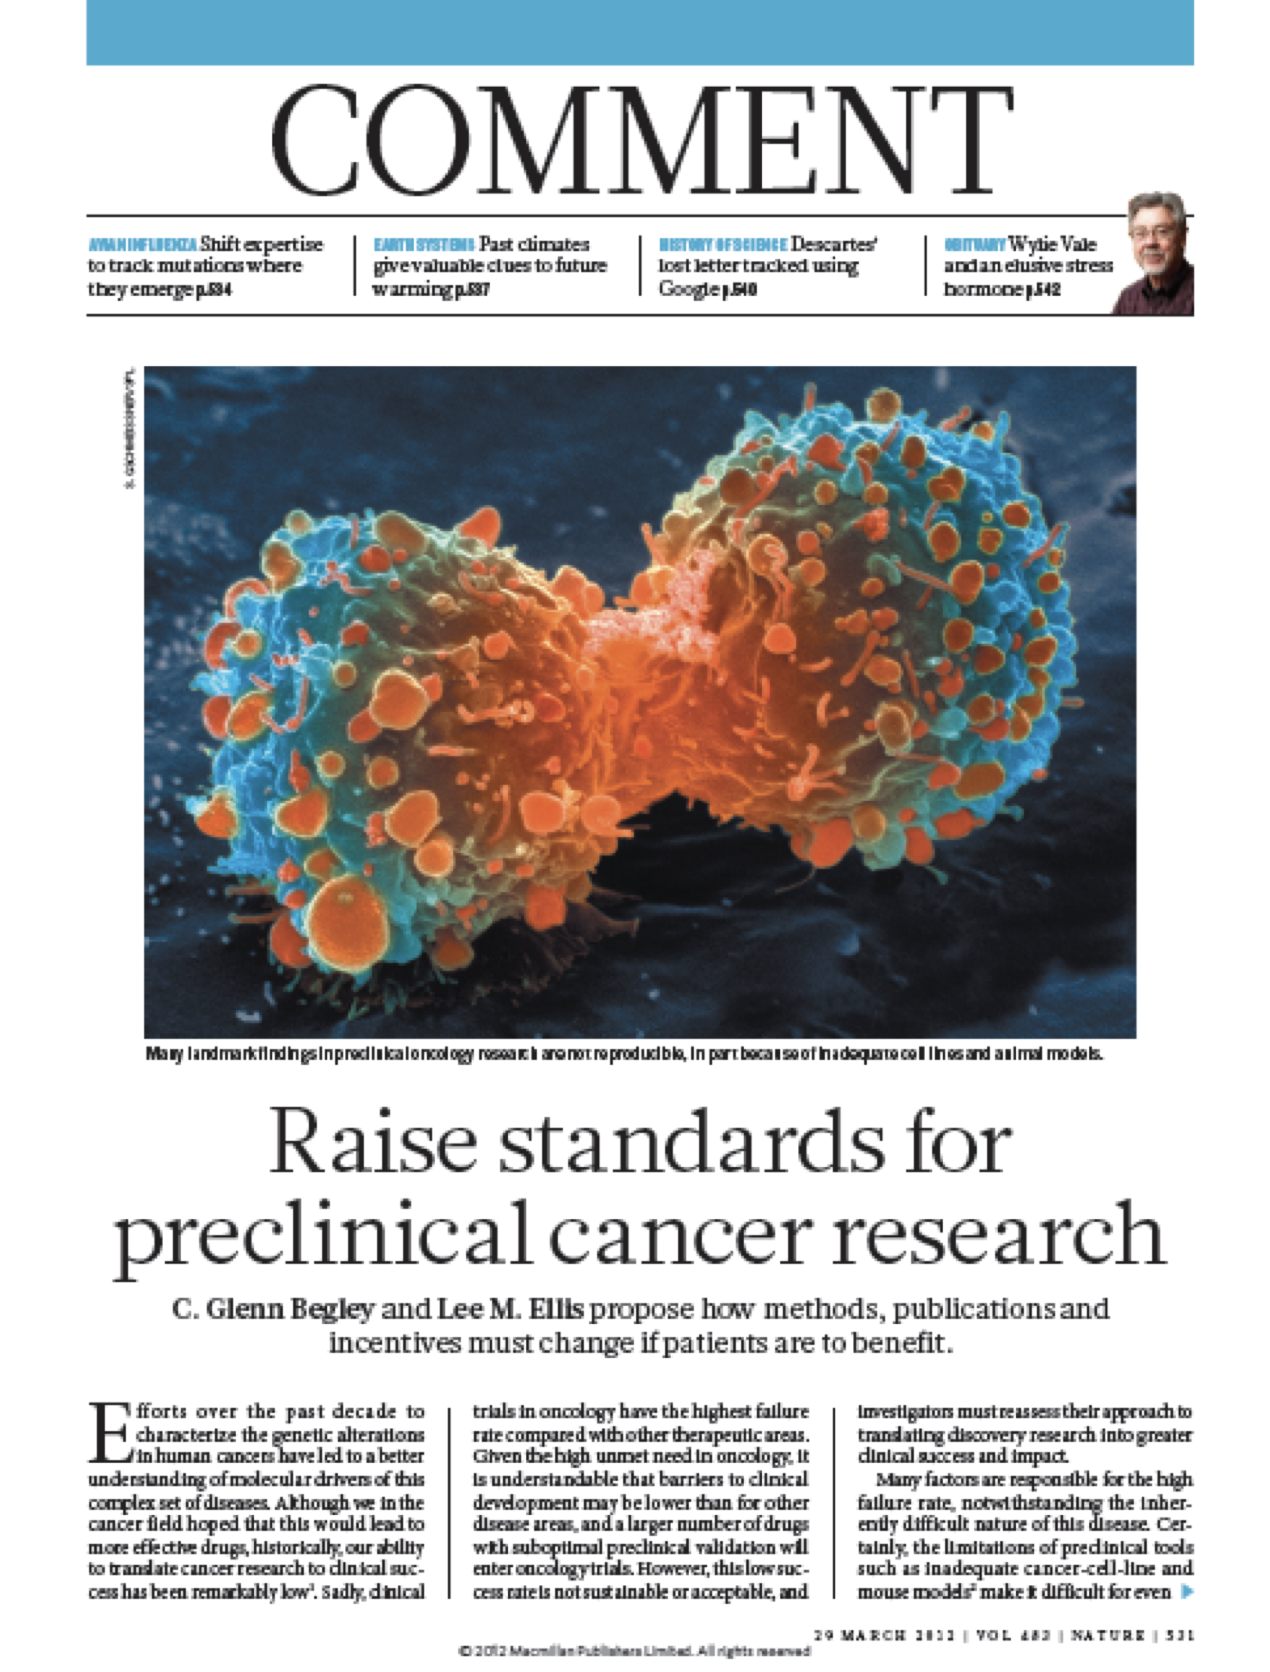 COMMENT
AVIAN INFLUENZA Shift expertise
to track mutations where
they emerge p.534
EARTH SYSTEMS Past climates
give valuable clues to future
warming p.537
HISTORY OF SCIENCE Descartes'
lost letter tracked using
Google p.540
OBITUARY Wylie Vale
and an elusive stress
hormone p.542
S. GSCHMEISSNER/SPL
Many landmark findings in preclinical oncology research are not reproducible, in part because of inadequate cell lines and animal models.
Raise standards for
preclinical cancer research
C. Glenn Begley and Lee M. Ellis propose how methods, publications and
incentives must change if patients are to benefit.
Efforts over the past decade to
characterize the genetic alterations
in human cancers have led to a better
understanding of molecular drivers of this
complex set of diseases. Although we in the
cancer field hoped that this would lead to
more effective drugs, historically, our ability
to translate cancer research to clinical suc-
cess has been remarkably low¹. Sadly, clinical
trials in oncology have the highest failure
rate compared with other therapeutic areas.
Given the high unmet need in oncology, it
is understandable that barriers to clinical
development may be lower than for other
disease areas, and a larger number of drugs
with suboptimal preclinical validation will
enter oncology trials. However, this low suc-
cess rate is not sustainable or acceptable, and
investigators must reassess their approach to
translating discovery research into greater
clinical success and impact.
Many factors are responsible for the high
failure rate, notwithstanding the inher-
ently difficult nature of this disease. Cer-
tainly, the limitations of preclinical tools
such as inadequate cancer-cell-line and
mouse models² make it difficult for even
29 MARCH 2012 | VOL 483 | NATURE | 531
© 2012 Macmillan Publishers Limited. All rights reserved